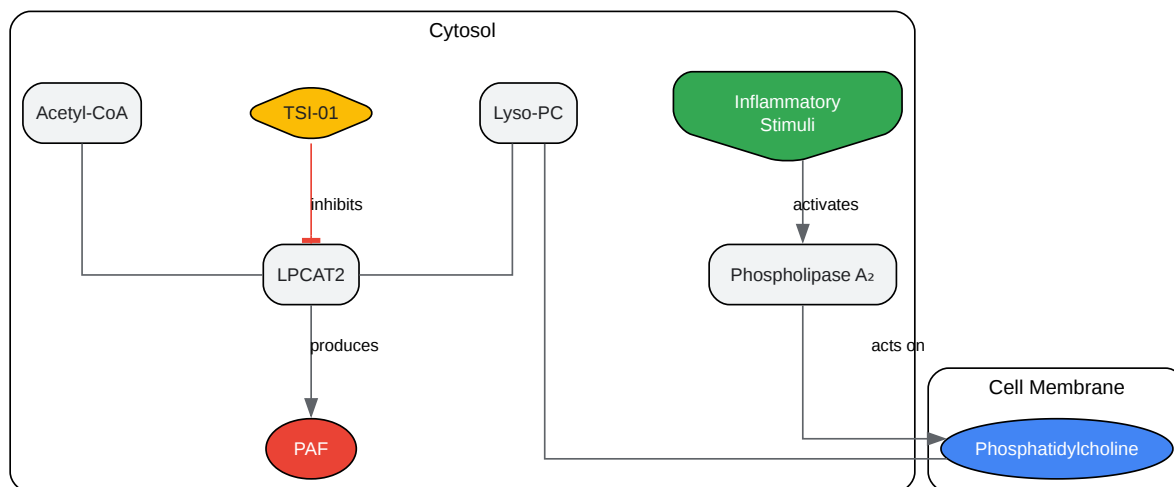 Cytosol
Acetyl-CoA
TSI-01
Lyso-PC
Inflammatory
Stimuli
inhibits
activates
LPCAT2
Phospholipase A₂
produces
acts on
Cell Membrane
PAF
Phosphatidylcholine